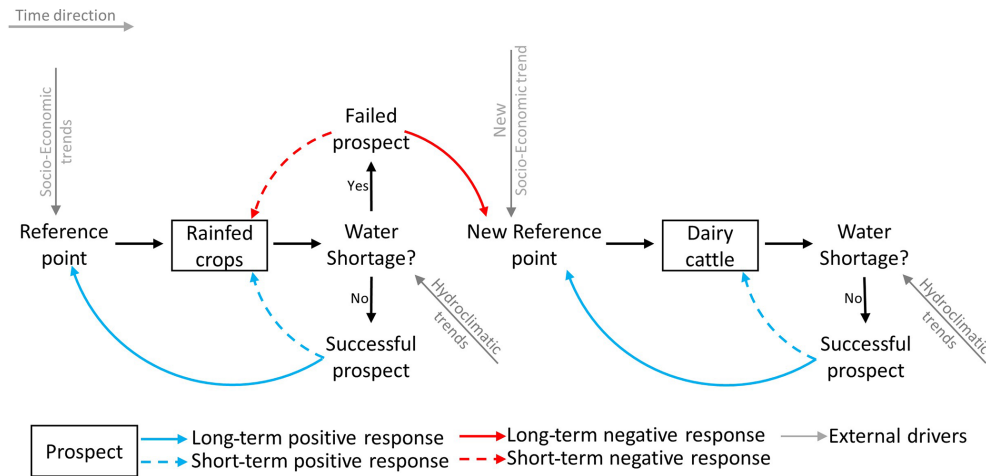 Time direction
Socio-Economic
trends
Failed
prospect
New
Socio-Economic trend
Yes
Reference
point
Rainfed
crops
Water
Shortage?
New Reference
point
Dairy
cattle
Water
Shortage?
No
Hydroclimatic
trends
No
Hydroclimatic
trends
Successful
prospect
Successful
prospect
Prospect
Long-term positive response
Long-term negative response
External drivers
Short-term positive response
Short-term negative response